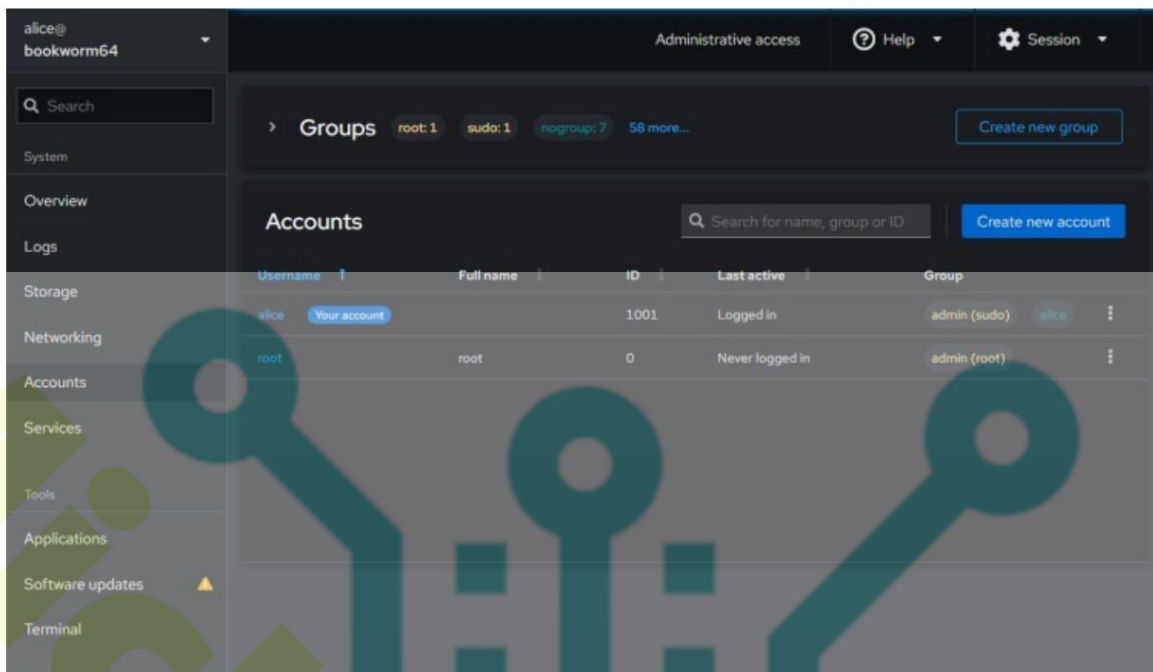 alice@
bookworm64
Administrative access
Help
Session
Search
System
Overview
Logs
Storage
Networking
Accounts
Services
Tools
Applications
Software updates
Terminal
Groups root: 1 sudo: 1 nogroup: 7 58 more...
Create new group
Accounts
Search for name, group or ID
Create new account
Username Full name ID Last active Group
alice Your account 1001 Logged in admin (sudo) alice
root root 0 Never logged in admin (root)